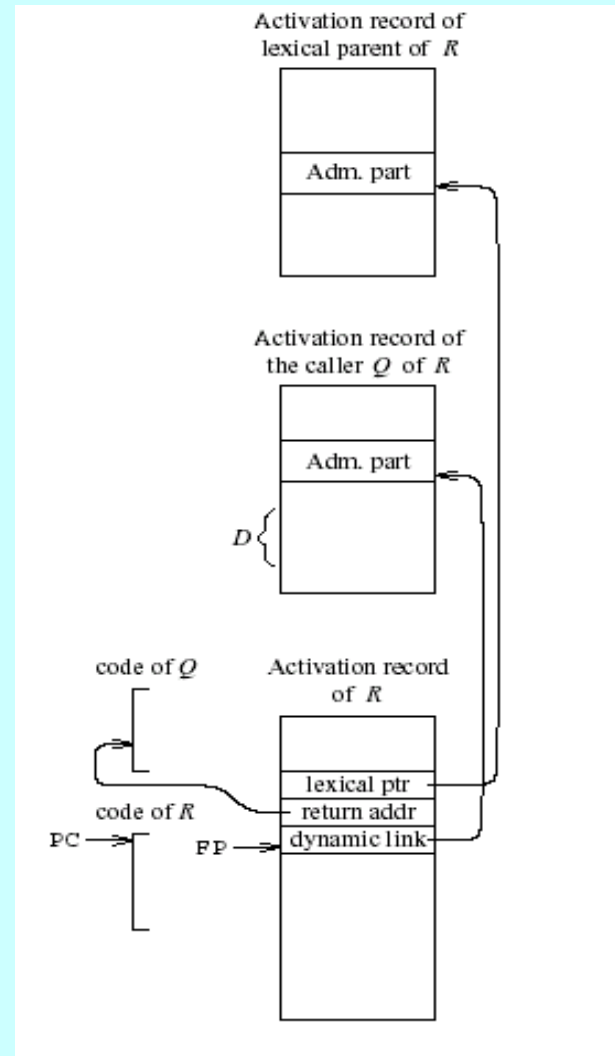 Activation record of
lexical parent of R
Adm. part
Activation record of
the caller Q of R
Adm. part
D
code of Q
Activation record
of R
lexical ptr
return addr
code of R
PC
FP
dynamic link